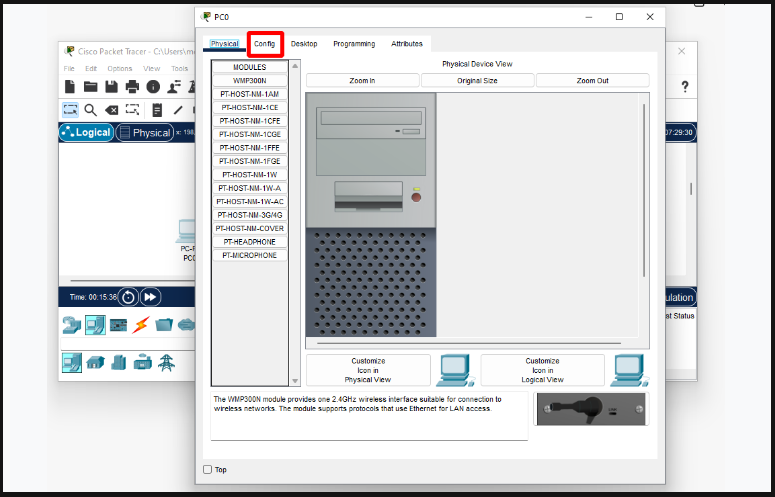 PC0
Physical
Config
Desktop
Programming
Attributes
Cisco Packet Tracer - C:\Users\m
File
Edit
Options
View
Tools
Logical
Physical
x: 198,
07:29:30
MODULES
WMP300N
PT-HOST-NM-1AM
PT-HOST-NM-1CE
PT-HOST-NM-1CFE
PT-HOST-NM-1CGE
PT-HOST-NM-1FFE
PT-HOST-NM-1FGE
PT-HOST-NM-1W
PT-HOST-NM-1W-A
PT-HOST-NM-1W-AC
PT-HOST-NM-3G/4G
PT-HOST-NM-COVER
PT-HEADPHONE
PT-MICROPHONE
Physical Device View
Zoom In
Original Size
Zoom Out
PC-P
PC0
Time: 00:15:36
ulation
st Status
Customize
Icon in
Physical View
Customize
Icon in
Logical View
The WMP300N module provides one 2.4GHz wireless interface suitable for connection to
wireless networks. The module supports protocols that use Ethernet for LAN access.
Top